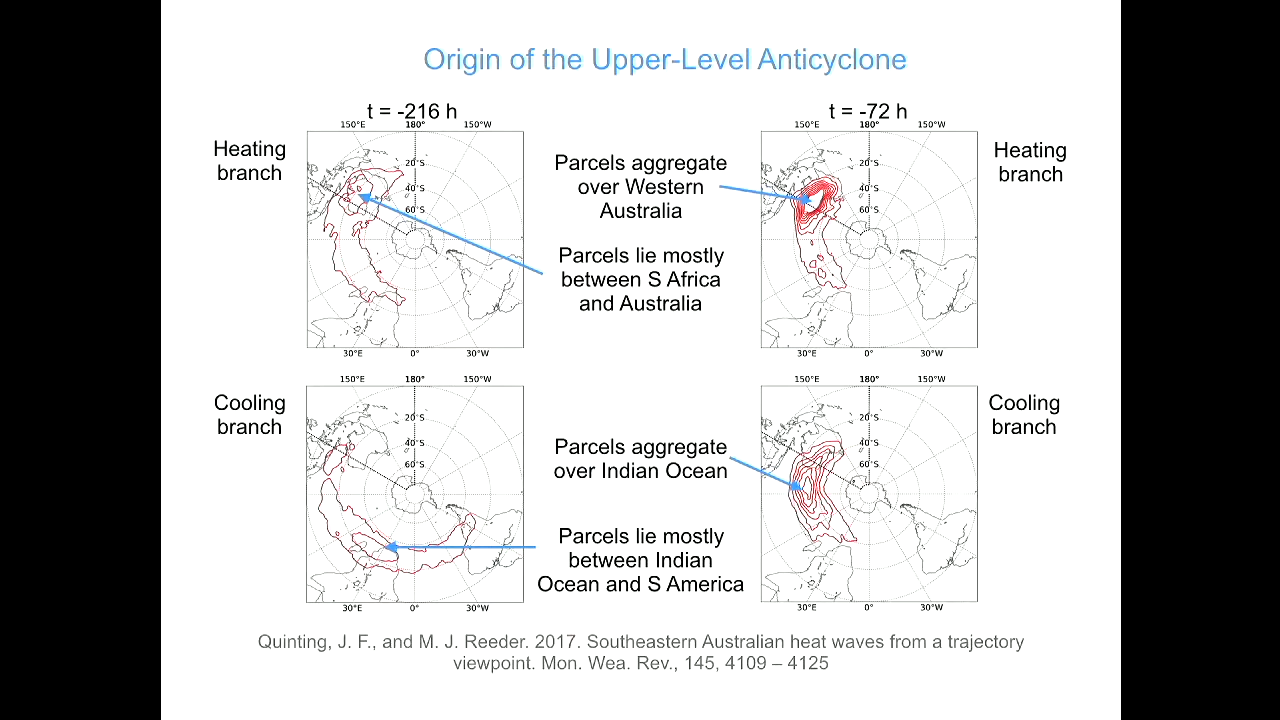 Origin of the Upper-Level Anticyclone
t = -216 h
150°E 180° 150°W
Heating
branch
20°S
40°S
60°S
30°E 0° 30°W
Parcels aggregate
over Western
Australia
Parcels lie mostly
between S Africa
and Australia
t = -72 h
150°E 180° 150°W
20°S
40°S
60°S
30°E 0° 30°W
Heating
branch
Cooling
branch
150°E 180° 150°W
20°S
40°S
60°S
30°E 0° 30°W
Parcels aggregate
over Indian Ocean
Parcels lie mostly
between Indian
Ocean and S America
150°E 180° 150°W
20°S
40°S
60°S
30°E 0° 30°W
Cooling
branch
Quinting, J. F., and M. J. Reeder. 2017. Southeastern Australian heat waves from a trajectory
viewpoint. Mon. Wea. Rev., 145, 4109 – 4125